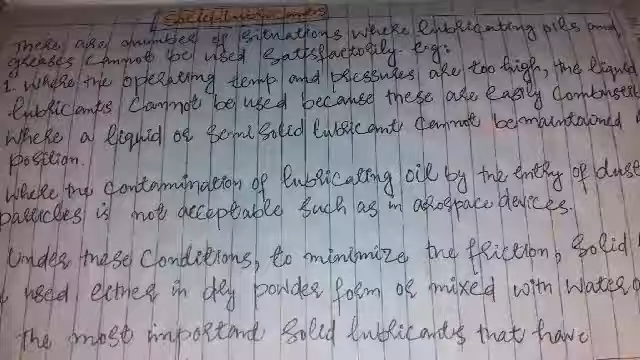 Solid lubricants
There are number of situations where lubricating oils and
greases cannot be used satisfactorily. e.g:
1. Where the operating temp and pressures are too high, the liquid
lubricants cannot be used because these are easily
Where a liquid or semisolid lubricant cannot be maintained
position.
Where the contamination of lubricating oil by the entry of dust
particles is not acceptable such as in aerospace devices.
Under these conditions, to minimize the friction, solid
used either in dry powder form or mixed with water
The most important solid lubricants that have